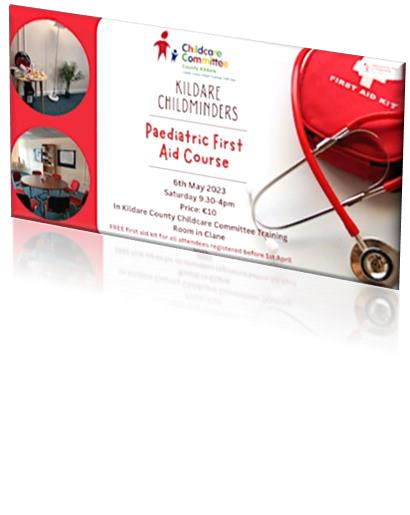 Childcare
Committee
County Kildare
KILDARE
CHILDMINDERS
Paediatric First
Aid Course
6th May 2023
Saturday 9.30-4pm
Price: €10
In Kildare County Childcare Committee Training
Room in Clane
FREE first aid kit for all attendees registered before 1st April
FIRST AID KIT